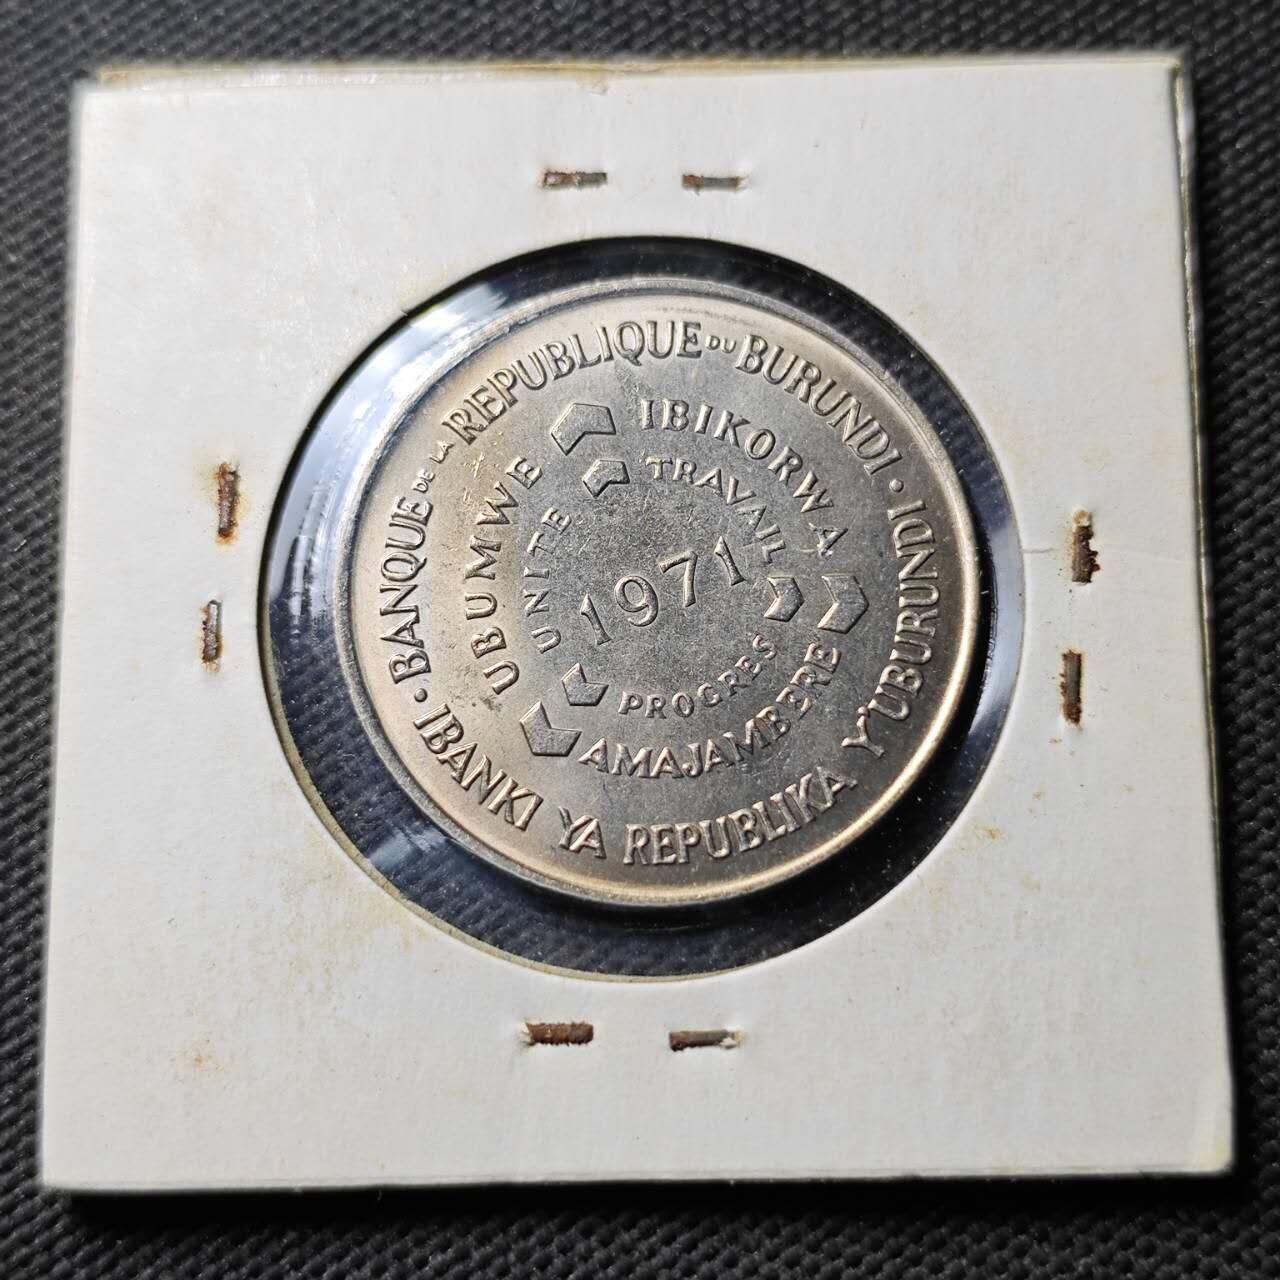 BANQUE DE LA REPUBLIQUE DU BURUNDI ·
IBANKI YA REPUBLIKA Y'UBURUNDI ·
UBUMWE IBIKORWA AMAJAMBERE
UNITE TRAVAIL PROGRES
1971